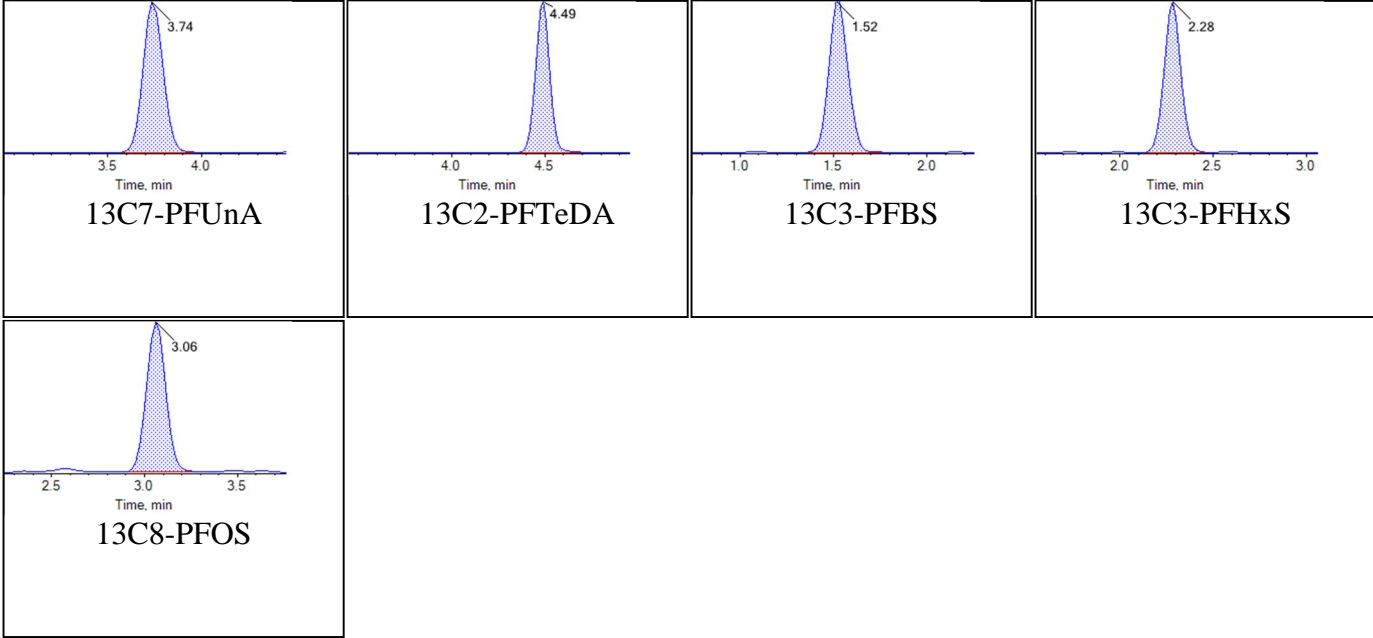 3.74
3.5 4.0
Time, min
13C7-PFUnA
4.49
4.0 4.5
Time, min
13C2-PFTeDA
1.52
1.0 1.5 2.0
Time, min
13C3-PFBS
2.28
2.0 2.5 3.0
Time, min
13C3-PFHxS
3.06
2.5 3.0 3.5
Time, min
13C8-PFOS